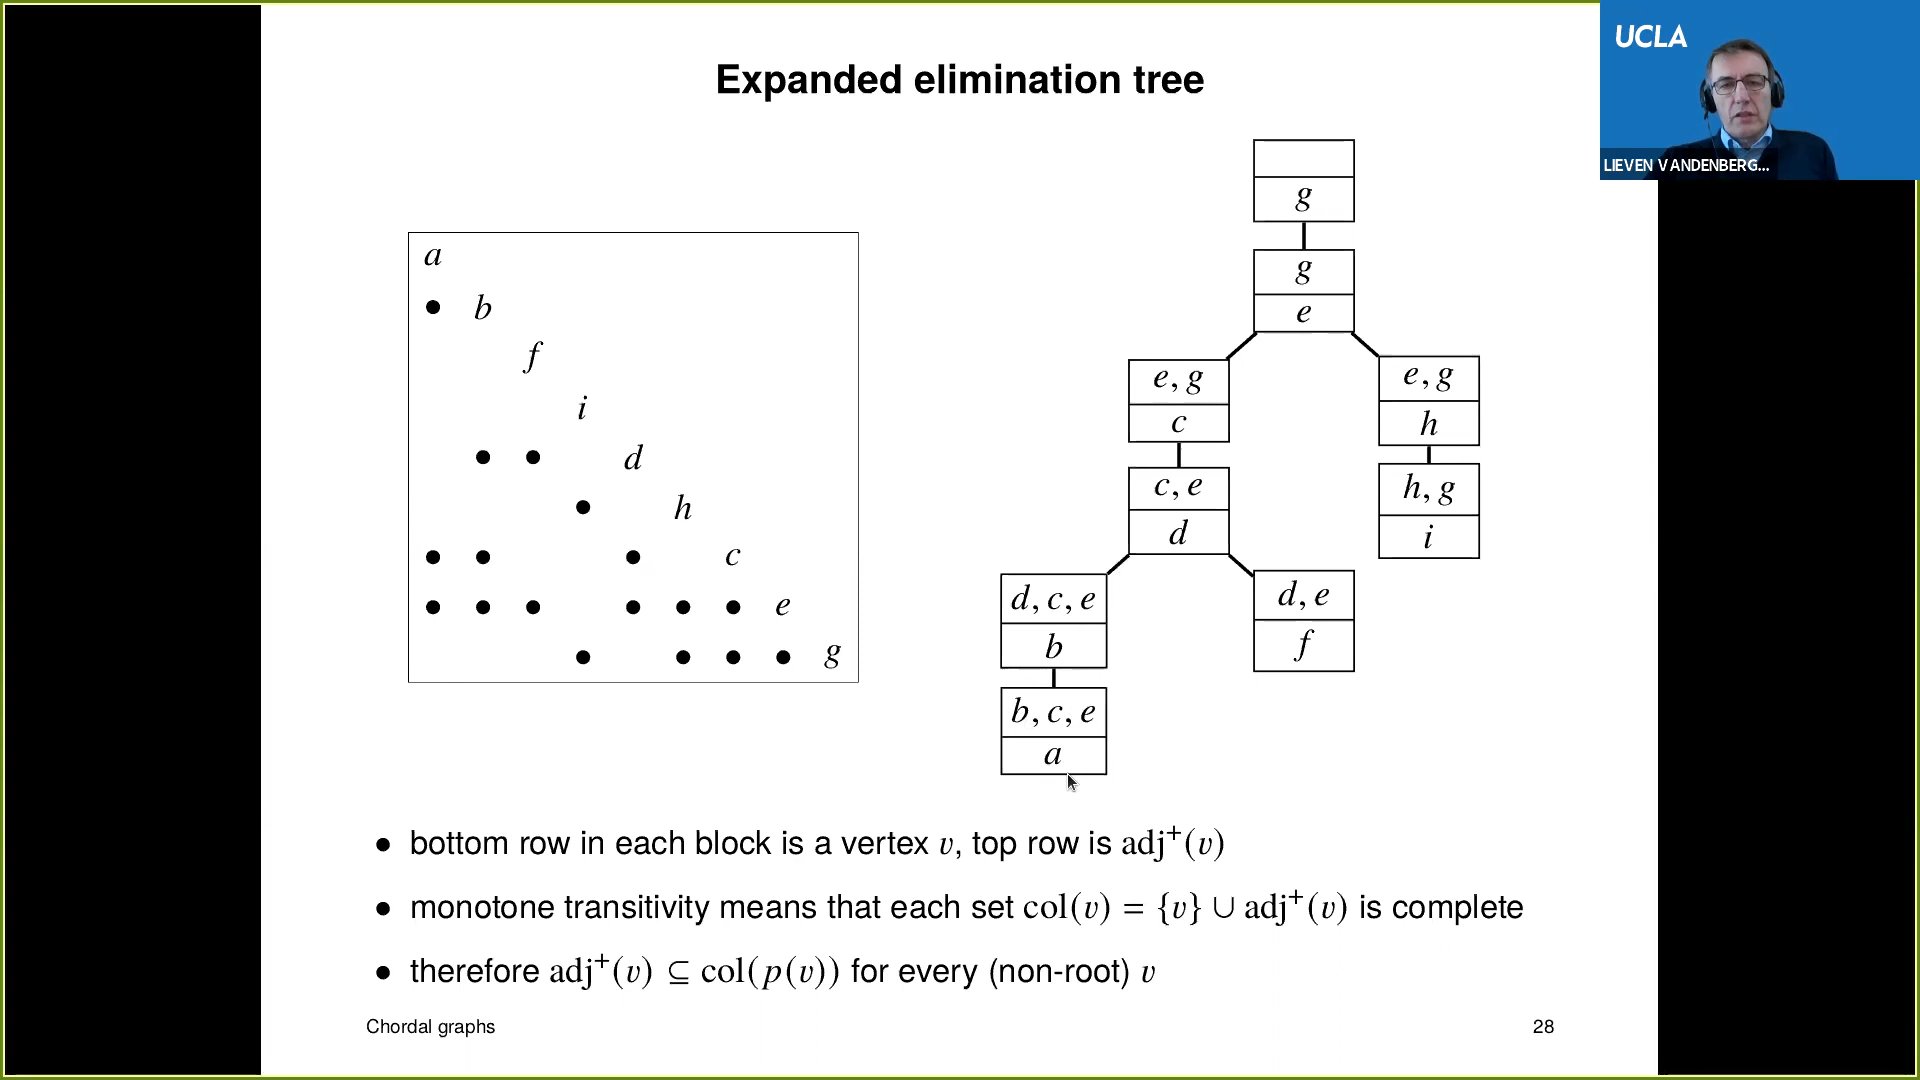 UCLA
LIEVEN VANDENBERG...
Expanded elimination tree
a
● b
f
i
● ● d
● h
● ● ● c
● ● ● ● ● ● e
● ● ● ● g
g
g
e
e, g
c
e, g
h
c, e
d
h, g
i
d, c, e
b
d, e
f
b, c, e
a
● bottom row in each block is a vertex v, top row is adj⁺(v)
● monotone transitivity means that each set col(v) = {v} ∪ adj⁺(v) is complete
● therefore adj⁺(v) ⊆ col(p(v)) for every (non-root) v
Chordal graphs
28